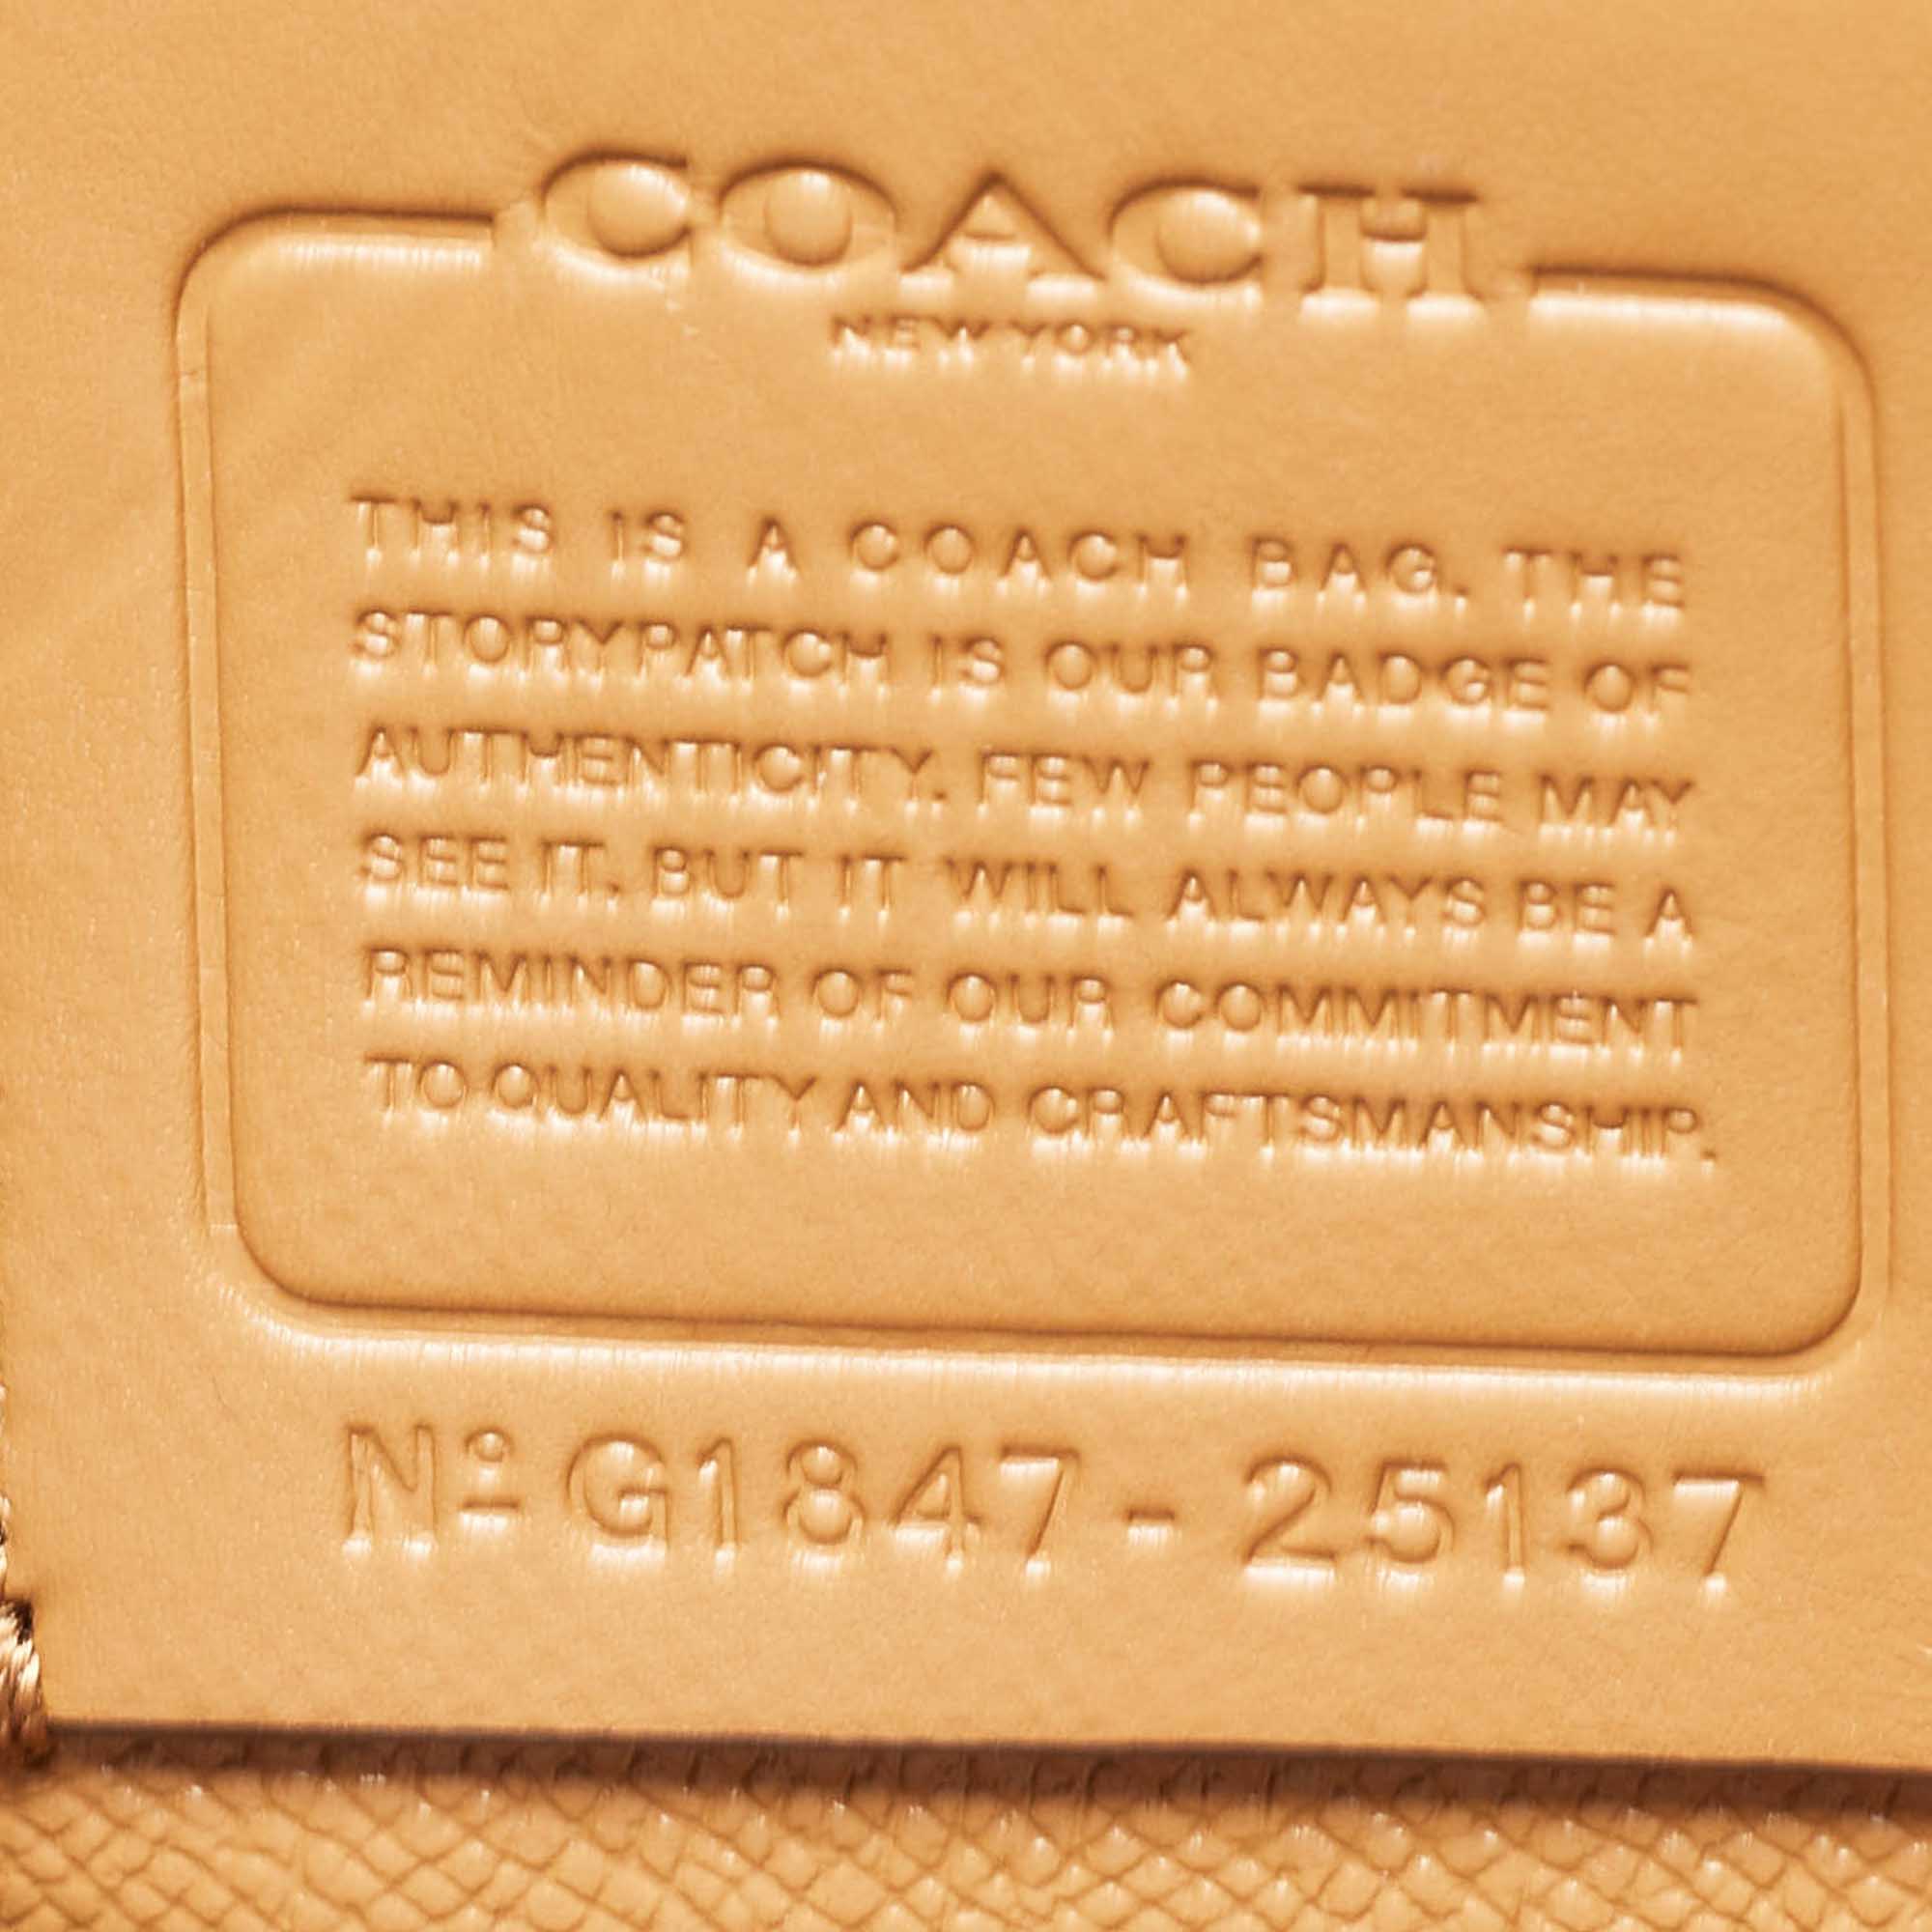 COACH
NEW YORK
THIS IS A COACH BAG. THE
STORYPATCH IS OUR BADGE OF
AUTHENTICITY. FEW PEOPLE MAY
SEE IT. BUT IT WILL ALWAYS BE A
REMINDER OF OUR COMMITMENT
TO QUALITY AND CRAFTSMANSHIP.
Nº G1847 - 25137